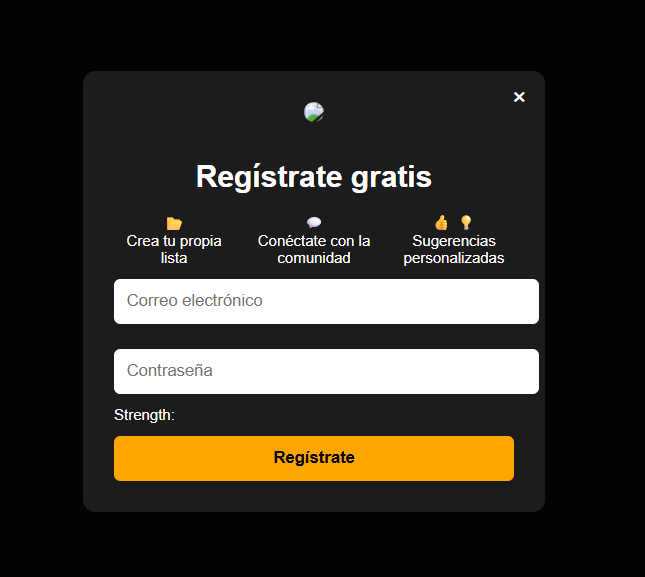 ×
Regístrate gratis
Crea tu propia
lista
Conéctate con la
comunidad
Sugerencias
personalizadas
Correo electrónico
Contraseña
Strength:
Regístrate